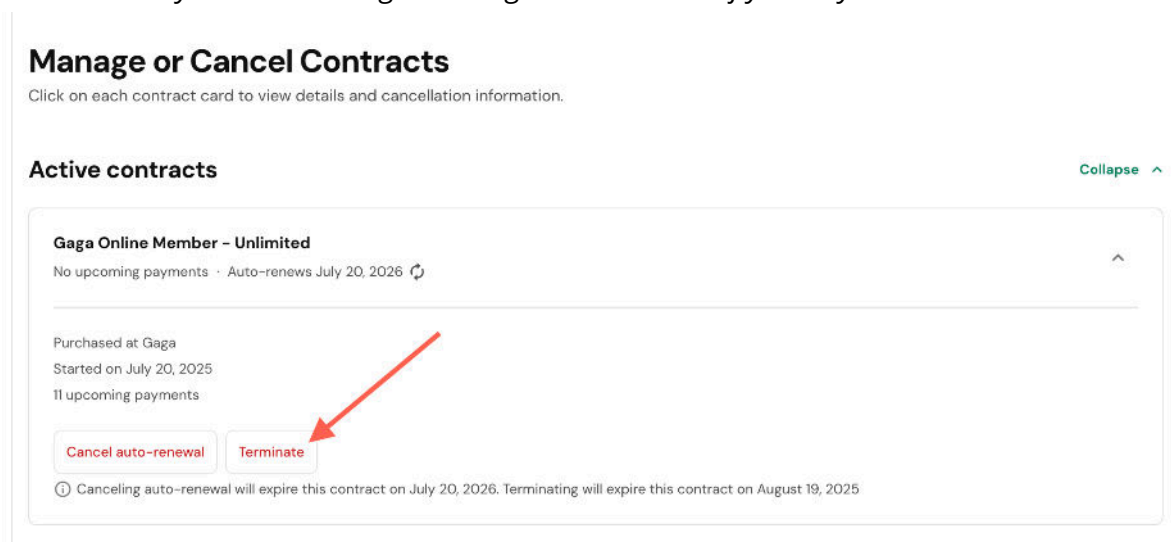 Manage or Cancel Contracts
Click on each contract card to view details and cancellation information.
Active contracts
Collapse
Gaga Online Member - Unlimited
No upcoming payments · Auto-renews July 20, 2026
Purchased at Gaga
Started on July 20, 2025
11 upcoming payments
Cancel auto-renewal Terminate
Canceling auto-renewal will expire this contract on July 20, 2026. Terminating will expire this contract on August 19, 2025